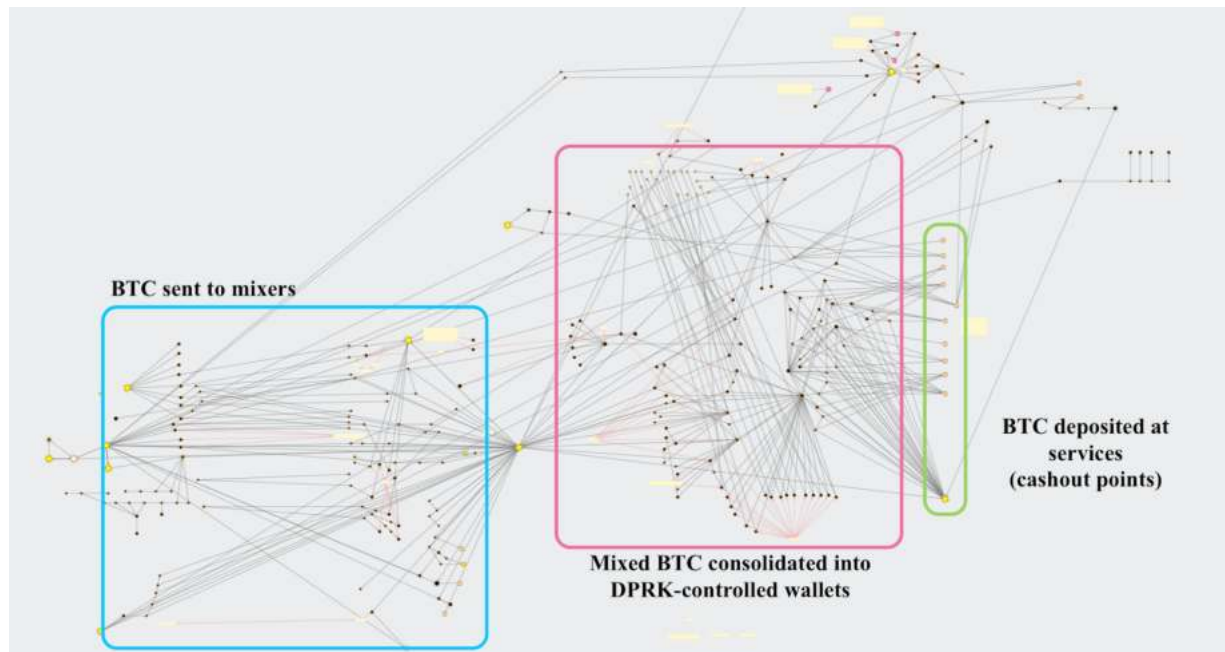 BTC sent to mixers
BTC deposited at
services
(cashout points)
Mixed BTC consolidated into
DPRK-controlled wallets